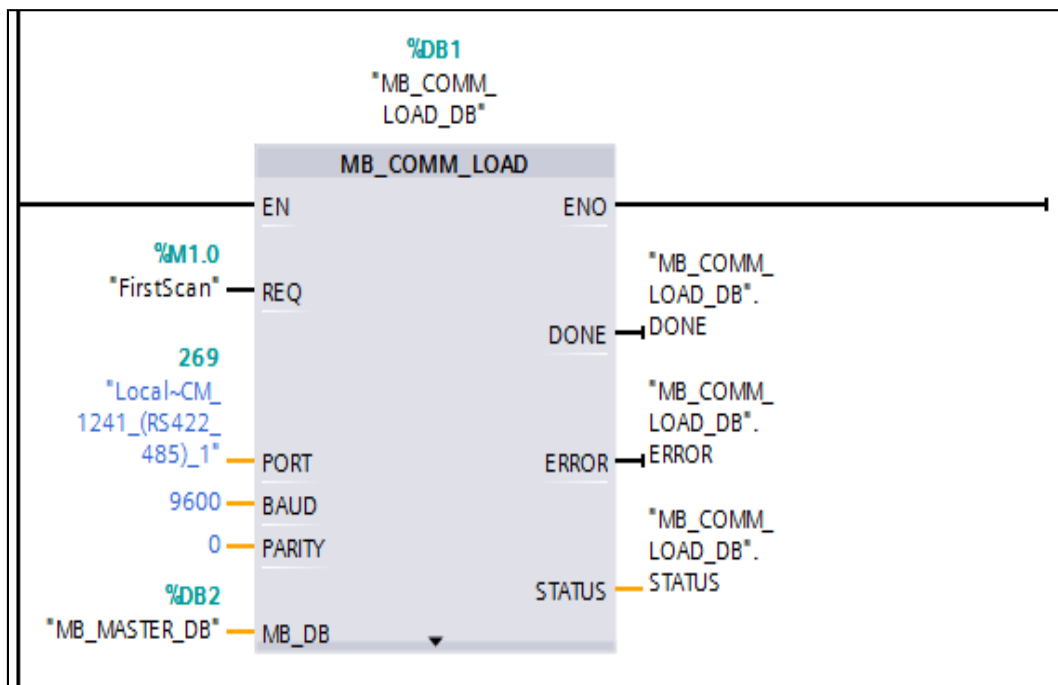 %DB1
"MB_COMM_
LOAD_DB"
MB_COMM_LOAD
EN
ENO
%M1.0
"FirstScan"
REQ
"MB_COMM_
LOAD_DB".
DONE
DONE
269
"Local~CM_
1241_(RS422_
485)_1"
PORT
"MB_COMM_
LOAD_DB".
ERROR
ERROR
9600
BAUD
0
PARITY
"MB_COMM_
LOAD_DB".
STATUS
STATUS
%DB2
"MB_MASTER_DB"
MB_DB